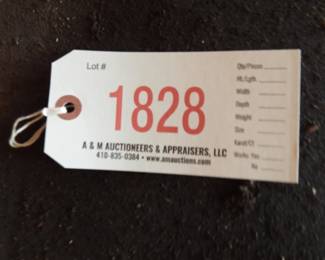 Lot #
1828
A & M AUCTIONEERS & APPRAISERS, LLC
410-835-0384 • www.amauctions.com
Qty/Pieces
Ht./Lgth.
Width
Depth
Weight
Size
Karat/CT
Works: Yes
No